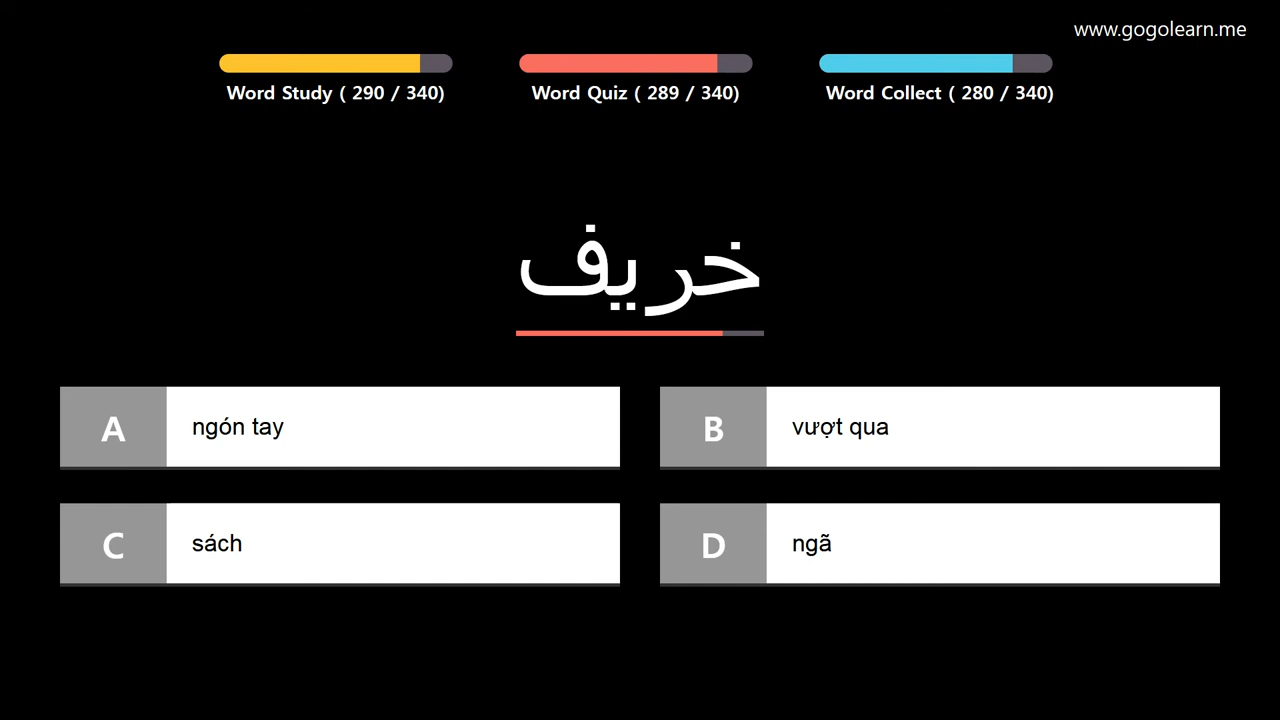 www.gogolearn.me
Word Study ( 290 / 340)
Word Quiz ( 289 / 340)
Word Collect ( 280 / 340)
خريف
A ngón tay
B vượt qua
C sách
D ngã